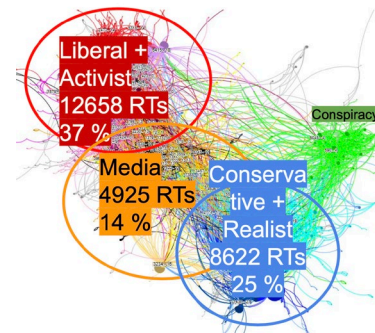 Liberal +
Activist
12658 RTs
37 %
Conspiracy
Media
4925 RTs
14 %
Conserva
tive +
Realist
8622 RTs
25 %